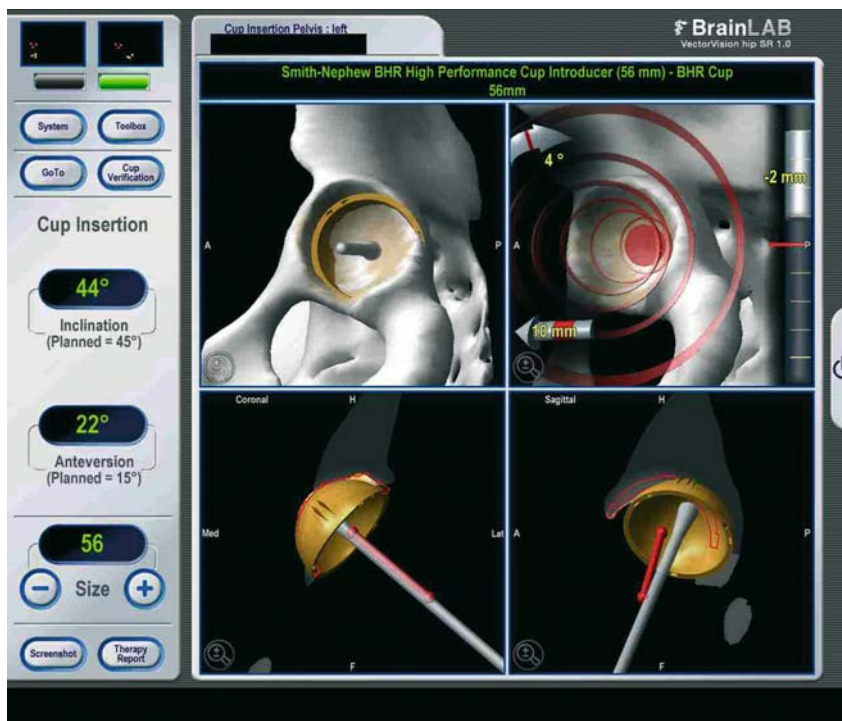 Cup Insertion Pelvis : left
BrainLAB
VectorVision hip SR 1.0
Smith-Nephew BHR High Performance Cup Introducer (56 mm) - BHR Cup
56mm
System
Toolbox
GoTo
Cup
Verification
Cup Insertion
44°
Inclination
(Planned = 45°)
22°
Anteversion
(Planned = 15°)
56
Size
Screenshot
Therapy
Report
A
P
4 °
-2 mm
A
P
10 mm
Coronal
H
Med
Lat
F
Sagittal
H
A
P
F